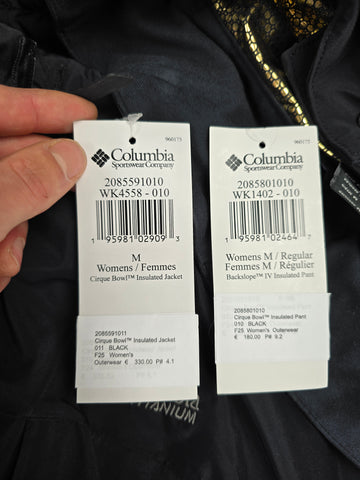 960175
Columbia
Sportswear Company
2085591010
WK4558 - 010
1 95981 02909 3
M
Womens / Femmes
Cirque Bowl™ Insulated Jacket
2085591011
Cirque Bowl™ Insulated Jacket
011 BLACK
F25 Women's
Outerwear € 330.00 P# 4.1
960175
Columbia
Sportswear Company
2085801010
WK1402 - 010
1 95981 02464 7
Womens M / Regular
Femmes M / Régulier
Backslope™ IV Insulated Pant
2085801010
Cirque Bowl™ Insulated Pant
010 BLACK
F25 Women's Outerwear
€ 180.00 P# 9.2
TITANIUM